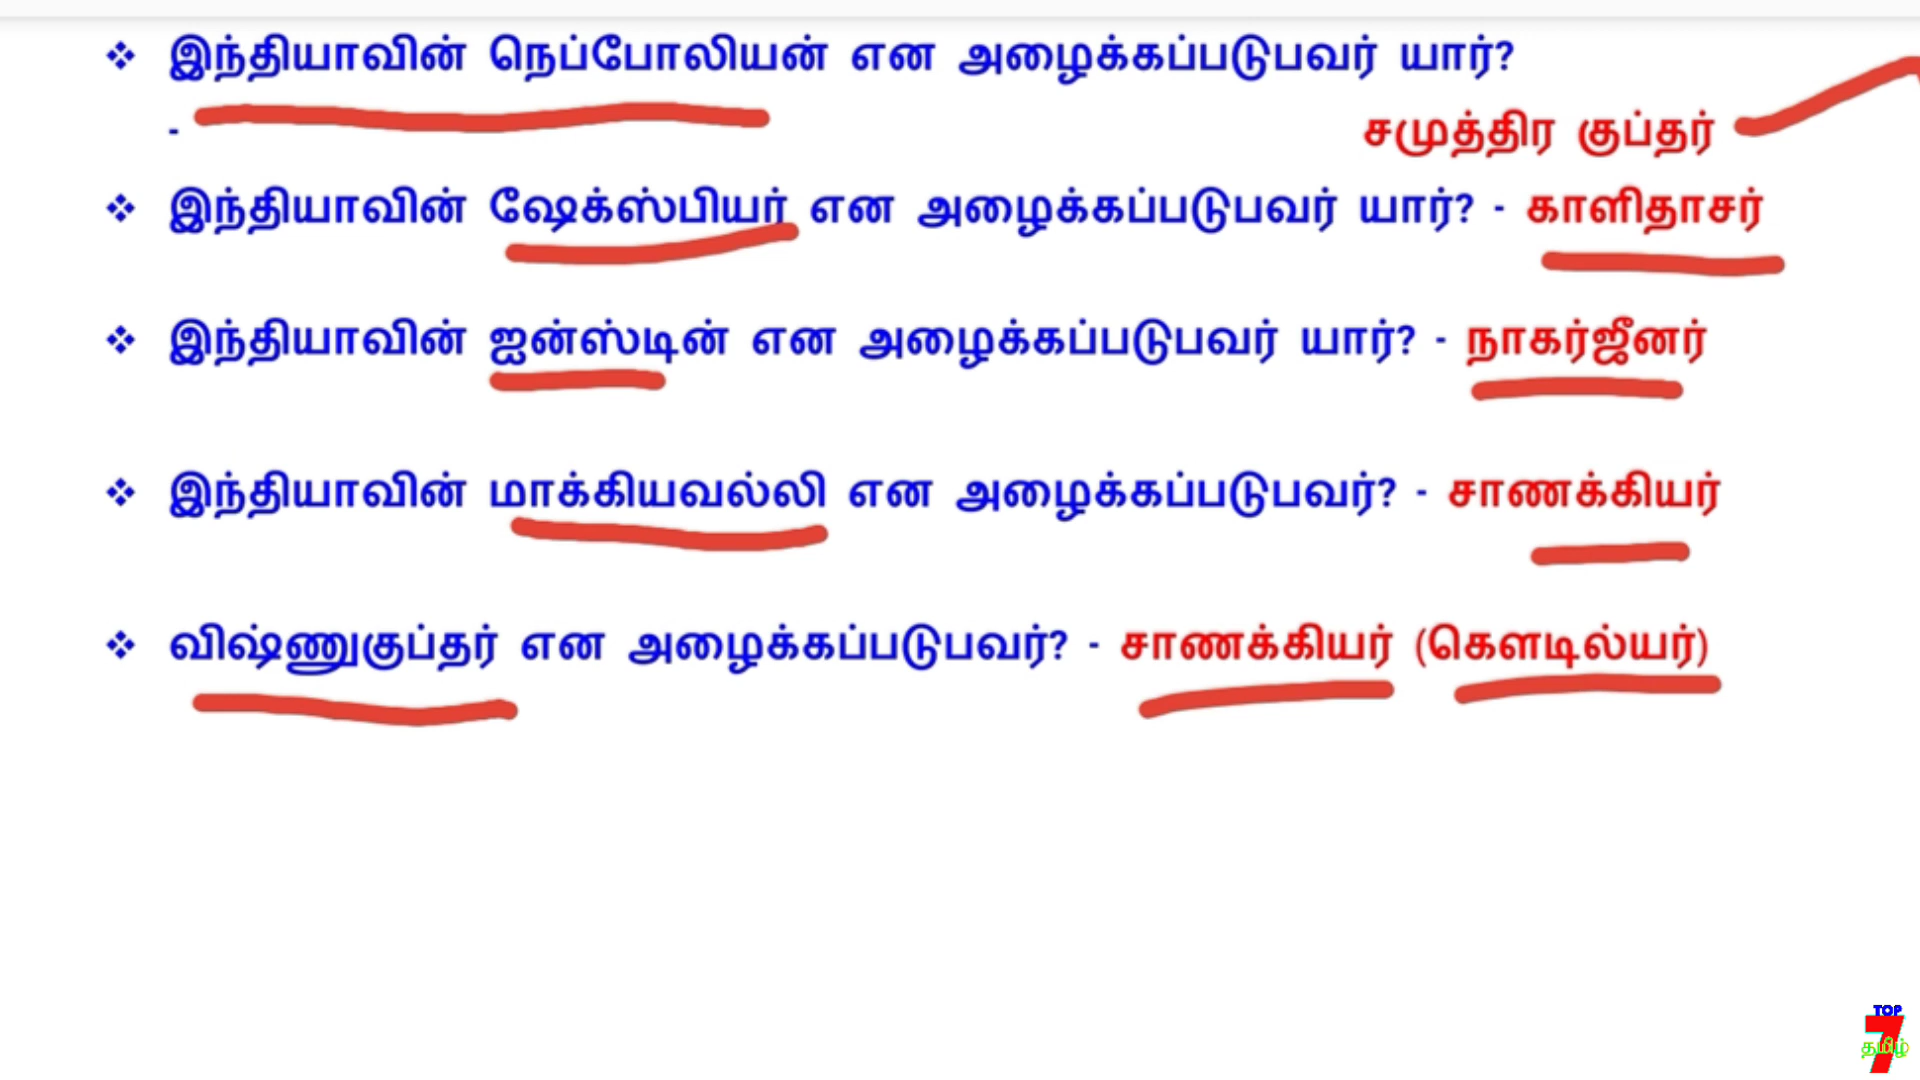 ❖ இந்தியாவின் நெப்போலியன் என அழைக்கப்படுபவர் யார்?
- சமுத்திர குப்தர்
❖ இந்தியாவின் ஷேக்ஸ்பியர் என அழைக்கப்படுபவர் யார்? - காளிதாசர்
❖ இந்தியாவின் ஐன்ஸ்டின் என அழைக்கப்படுபவர் யார்? - நாகர்ஜீனர்
❖ இந்தியாவின் மாக்கியவல்லி என அழைக்கப்படுபவர்? - சாணக்கியர்
❖ விஷ்ணுகுப்தர் என அழைக்கப்படுபவர்? - சாணக்கியர் (கௌடில்யர்)
TOP
7
தமிழ்